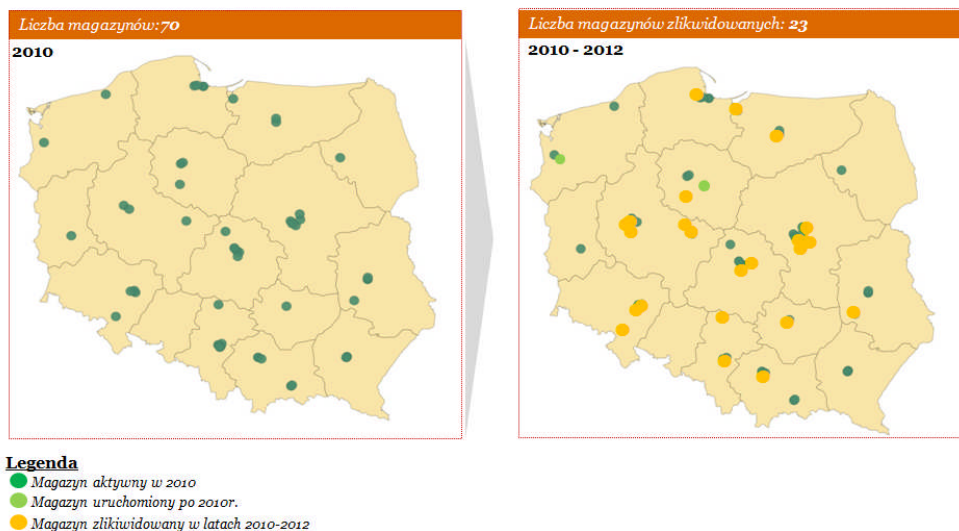 Liczba magazynów:70
2010
Liczba magazynów zlikwidowanych: 23
2010 - 2012
Legenda
Magazyn aktywny w 2010
Magazyn uruchomiony po 2010r.
Magazyn zlikiwidowany w latach 2010-2012